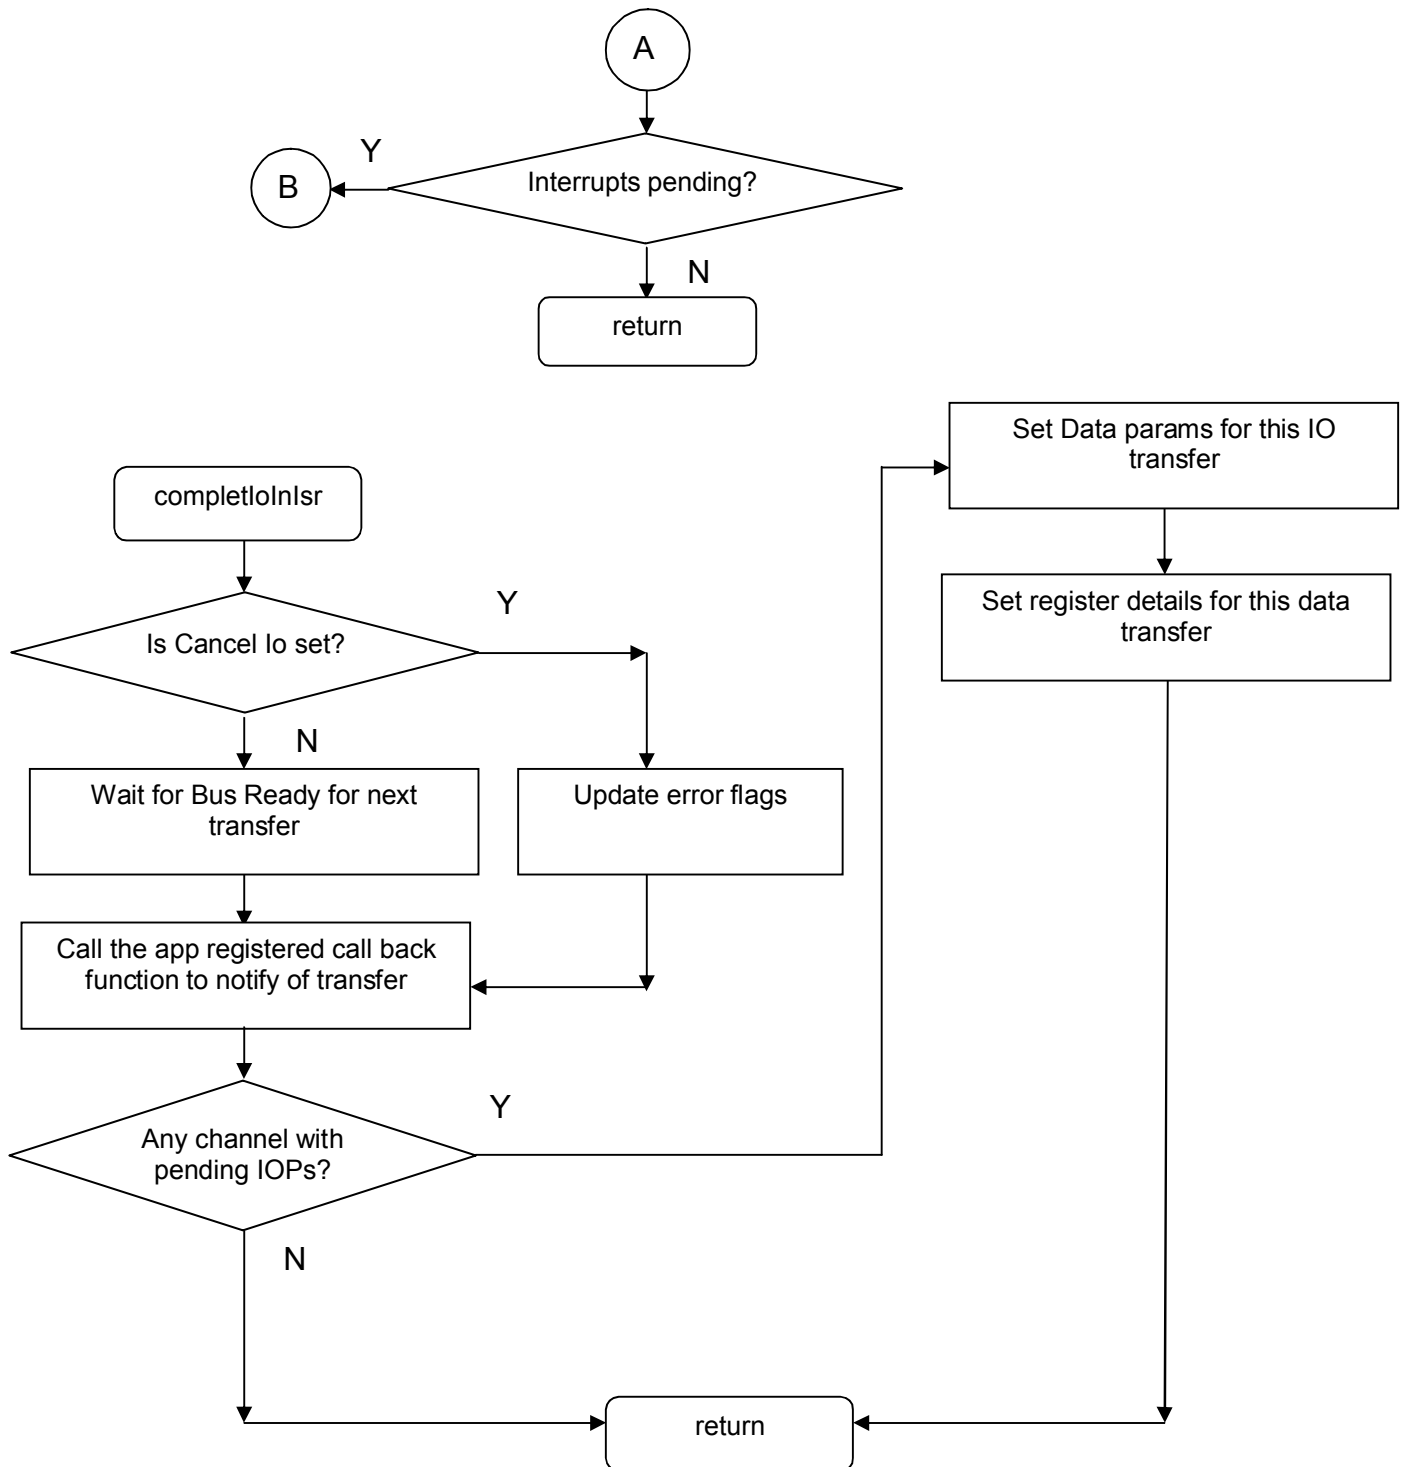 A
Y
B
Interrupts pending?
N
return
Set Data params for this IO
transfer
completIoInIsr
Set register details for this data
transfer
Y
Is Cancel Io set?
N
Wait for Bus Ready for next
transfer
Update error flags
Call the app registered call back
function to notify of transfer
Y
Any channel with
pending IOPs?
N
return